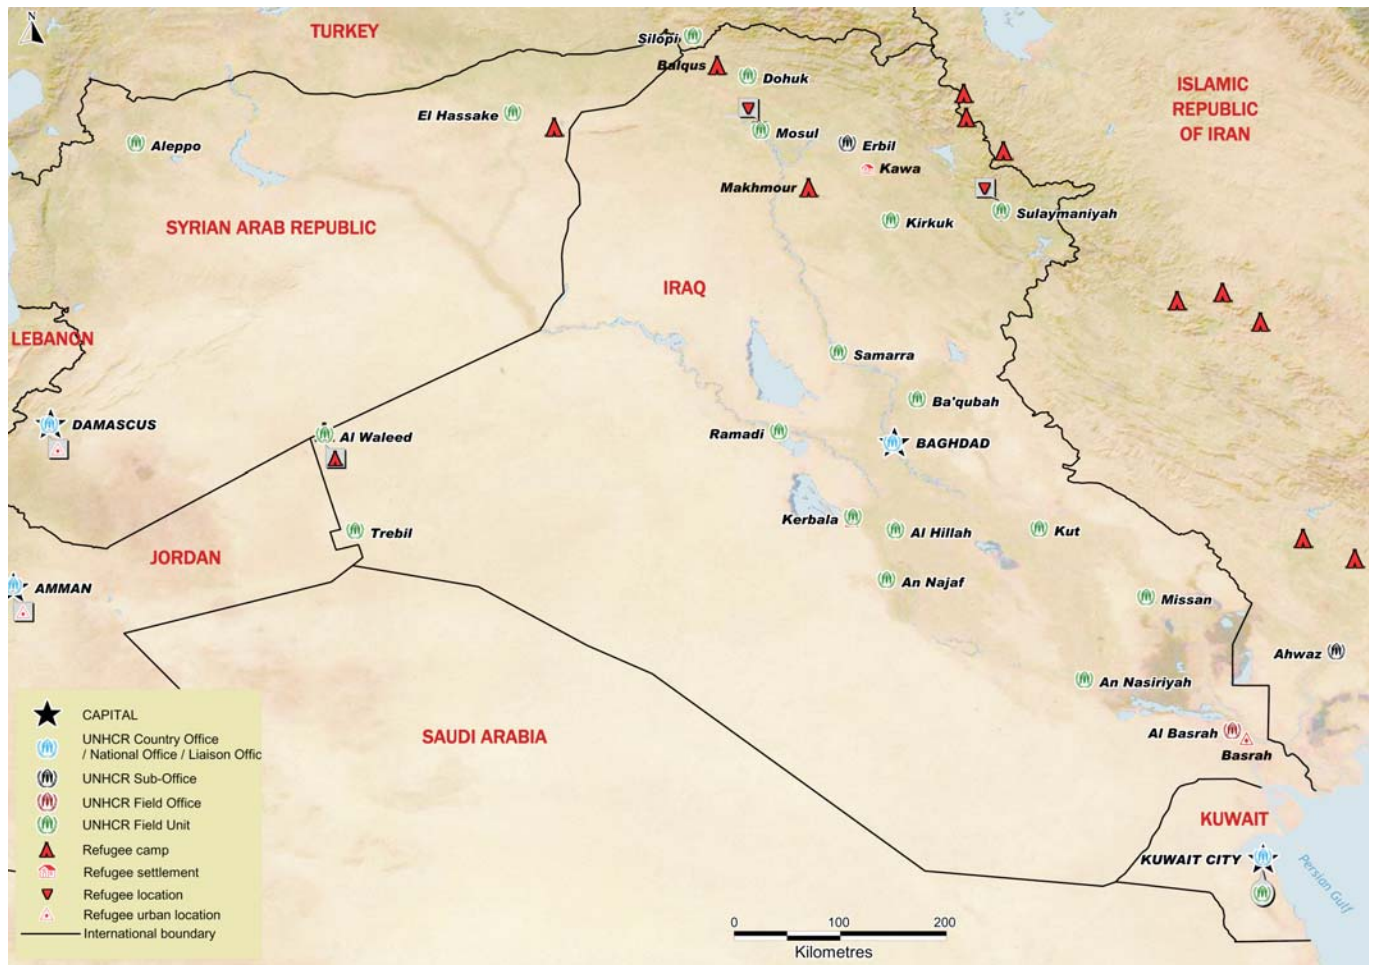 N
TURKEY
Silopi
Balqus
Dohuk
ISLAMIC
REPUBLIC
OF IRAN
El Hassake
Aleppo
Mosul
Erbil
Kawa
Makhmour
Sulaymaniyah
Kirkuk
SYRIAN ARAB REPUBLIC
IRAQ
LEBANON
Samarra
Ba'qubah
DAMASCUS
Al Waleed
Ramadi
BAGHDAD
Kerbala
Al Hillah
Kut
Trebil
JORDAN
An Najaf
AMMAN
Missan
Ahwaz
An Nasiriyah
SAUDI ARABIA
Al Basrah
Basrah
KUWAIT
KUWAIT CITY
Persian Gulf
CAPITAL
UNHCR Country Office
/ National Office / Liaison Offic
UNHCR Sub-Office
UNHCR Field Office
UNHCR Field Unit
Refugee camp
Refugee settlement
Refugee location
Refugee urban location
International boundary
0 100 200
Kilometres